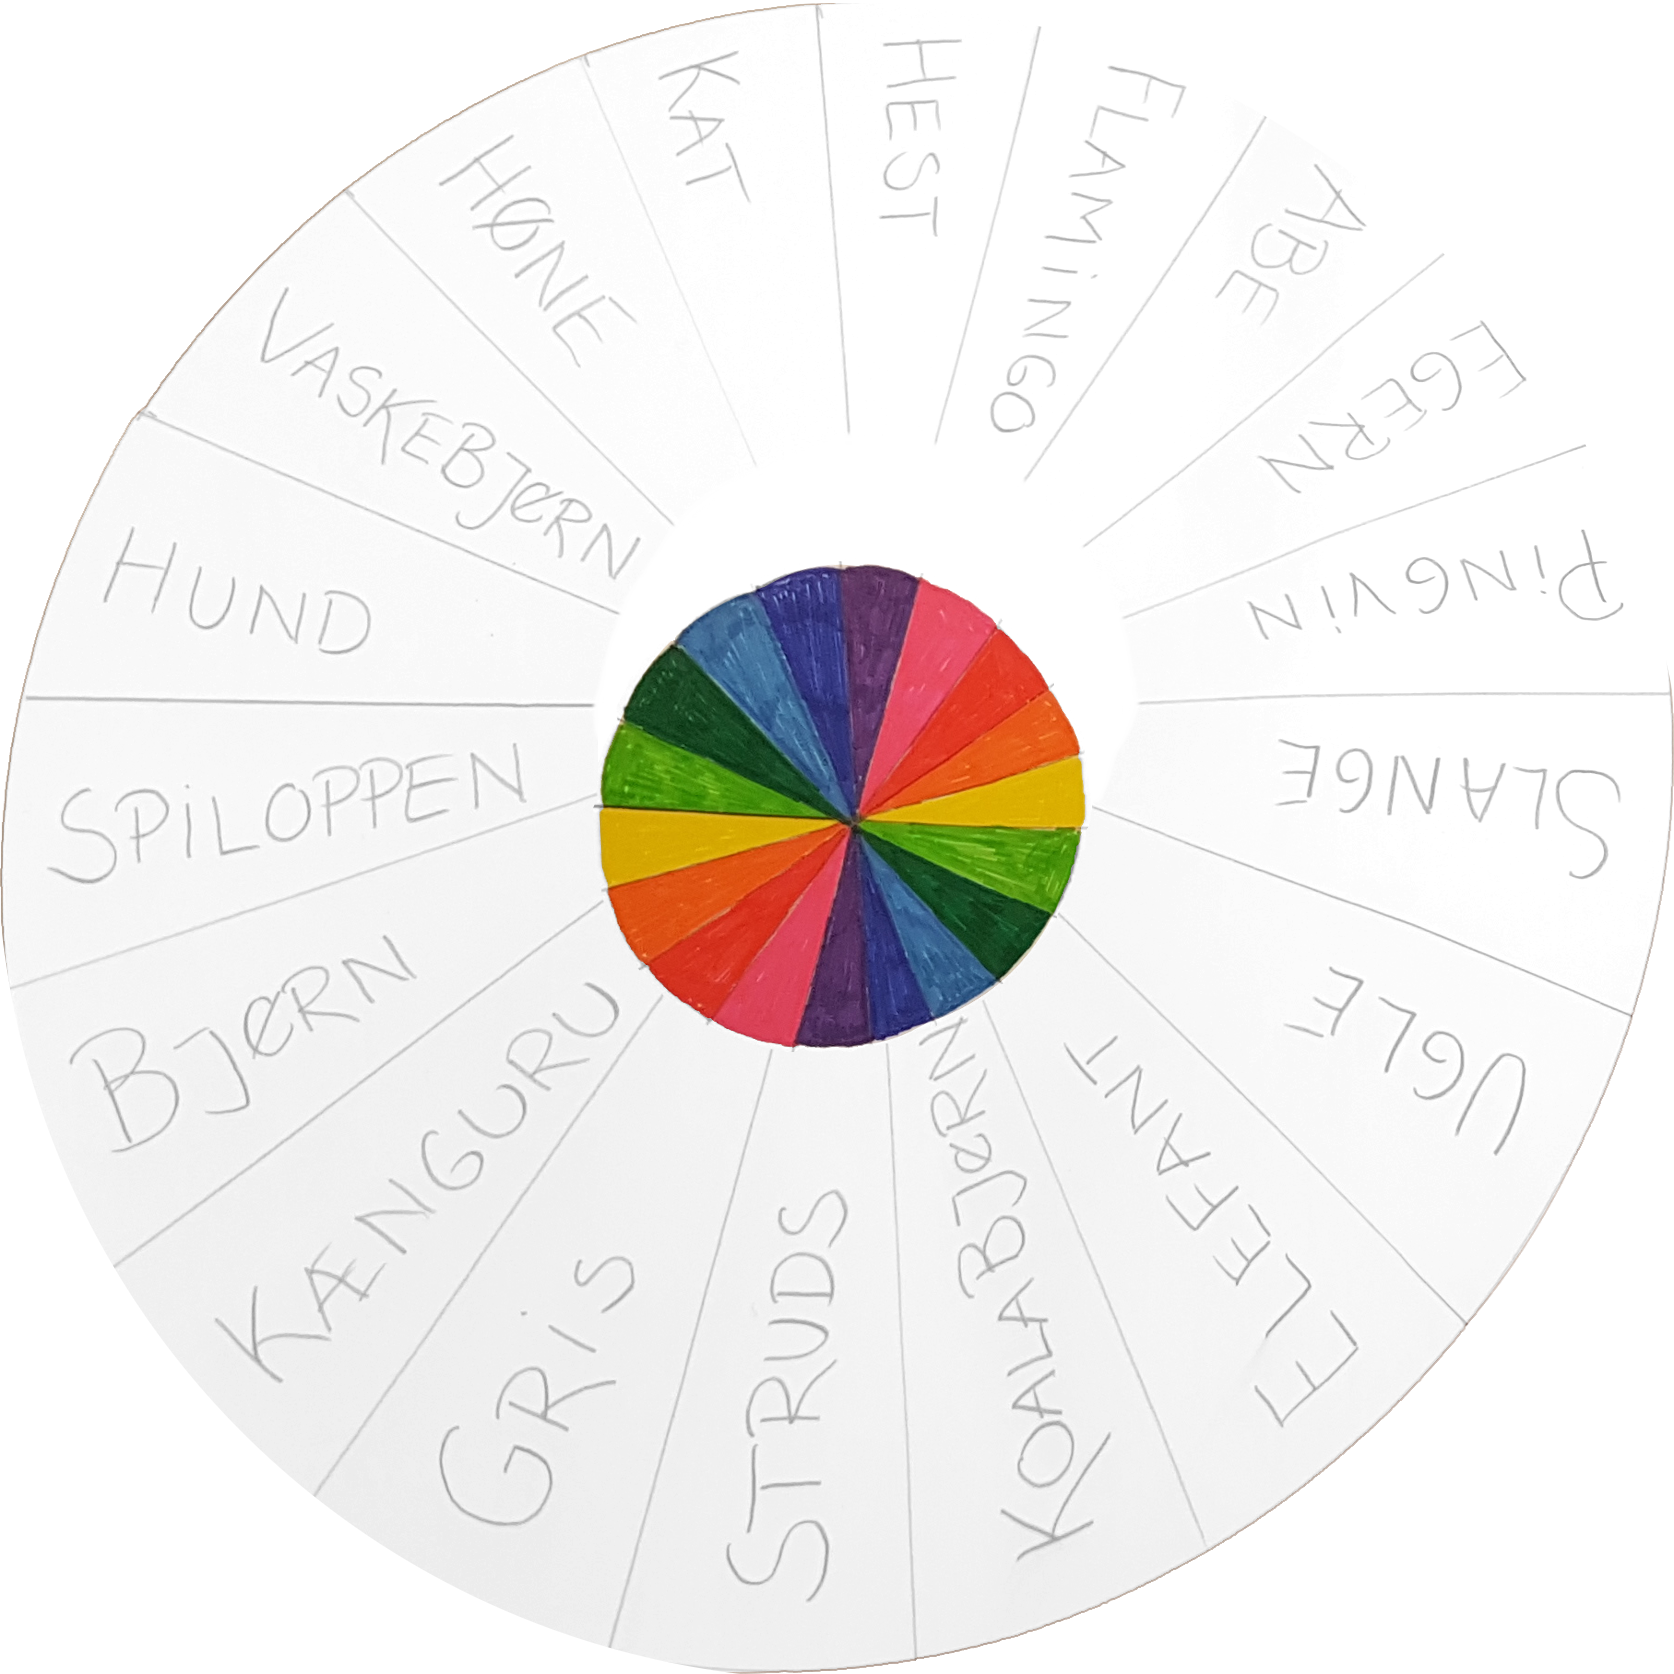 HEST
FLAMiNGO
ABE
EGERN
PiNGViN
SLANGE
UGLE
ELEFANT
KOALABJØRN
STRUDS
GRiS
KÆNGURU
BJØRN
SPiLOPPEN
HUND
VASKEBJØRN
HØNE
KAT